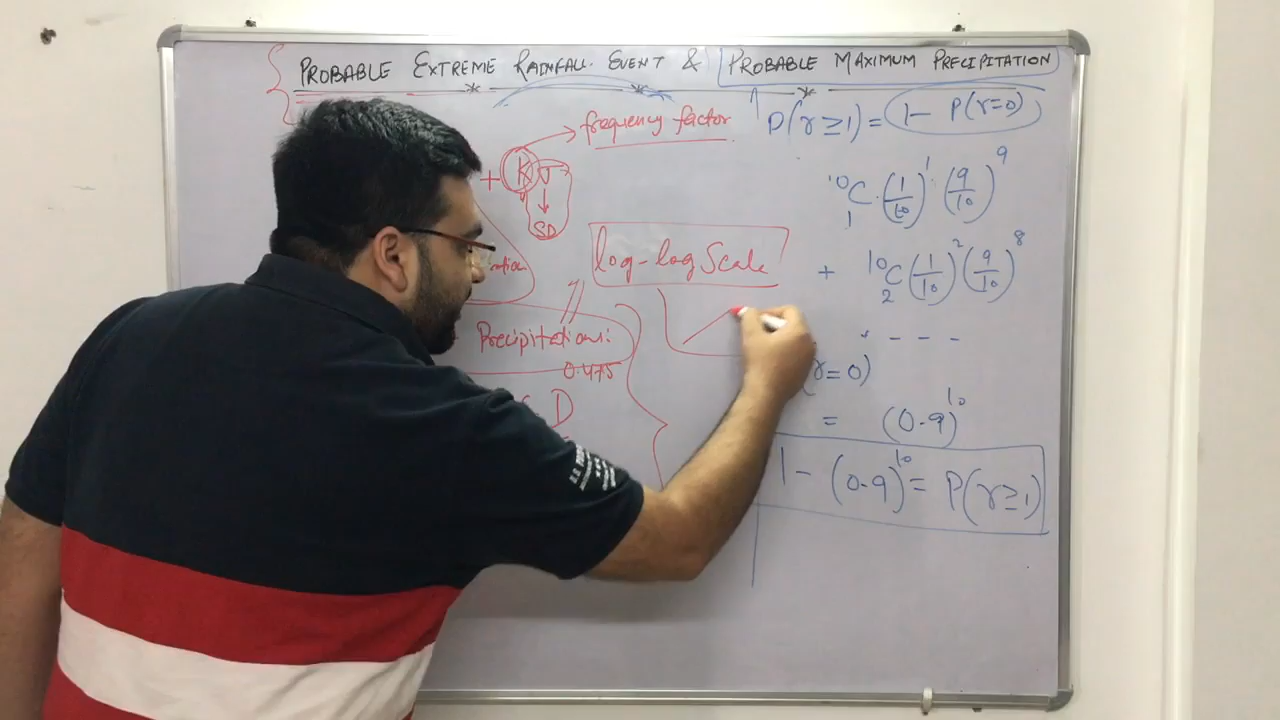 PROBABLE EXTREME RAINFALL EVENT & PROBABLE MAXIMUM PRECIPITATION
+ K σ
frequency factor
SD
log-log Scale
Precipitation:
0.475
D
P(r ≥ 1) = 1 - P(r=0)
¹⁰C₁ · (1/10)¹ · (9/10)⁹
+ ¹⁰C₂ (1/10)² (9/10)⁸
- - -
(r=0)
= (0.9)¹⁰
1 - (0.9)¹⁰ = P(r ≥ 1)